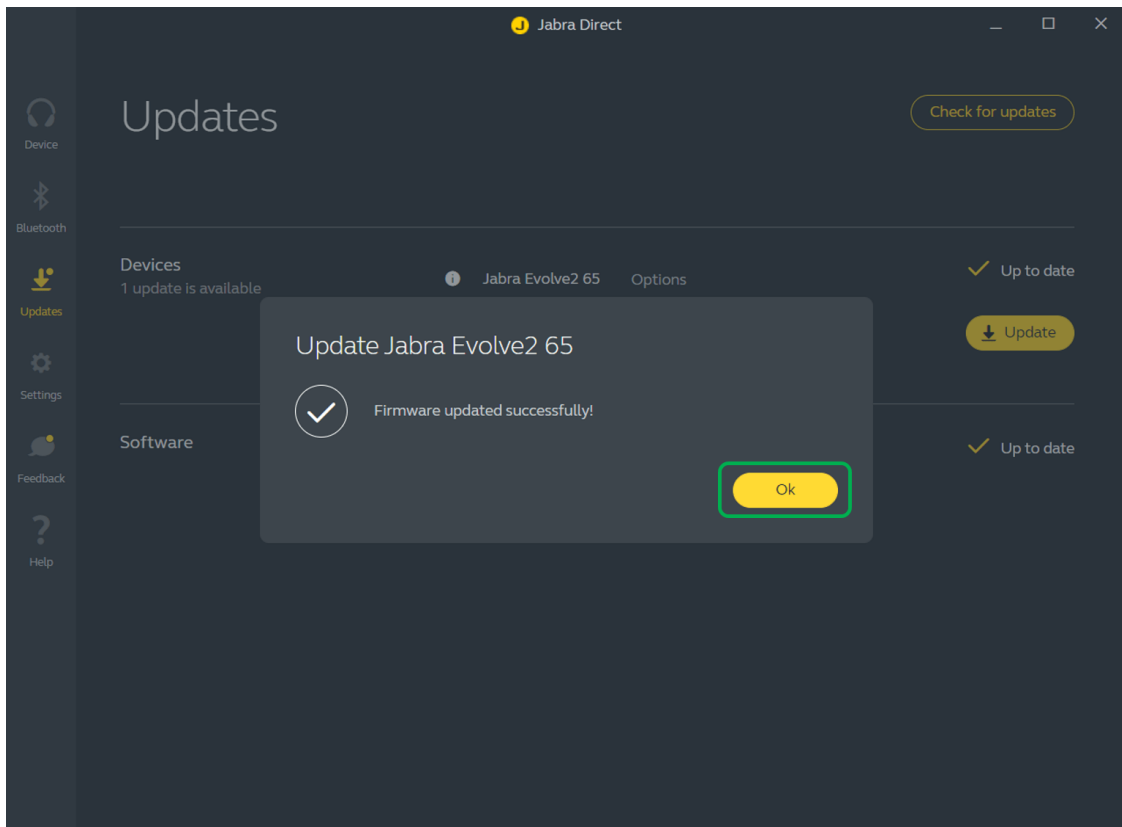 Jabra Direct
Updates
Check for updates
Device
Bluetooth
Updates
Settings
Feedback
Help
Devices
1 update is available
Jabra Evolve2 65 Options
Up to date
Update
Update Jabra Evolve2 65
Firmware updated successfully!
Ok
Software
Up to date